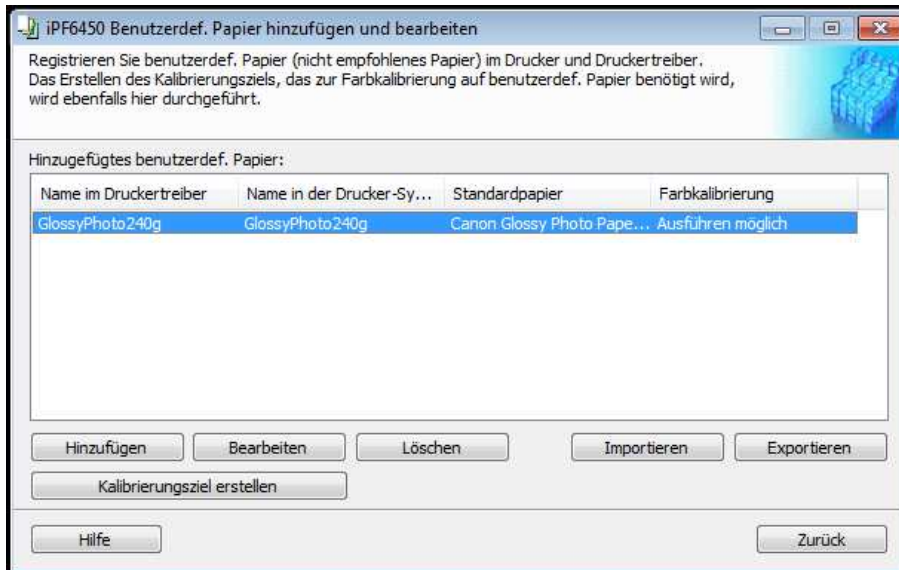 iPF6450 Benutzerdef. Papier hinzufügen und bearbeiten
Registrieren Sie benutzerdef. Papier (nicht empfohlenes Papier) im Drucker und Druckertreiber.
Das Erstellen des Kalibrierungsziels, das zur Farbkalibrierung auf benutzerdef. Papier benötigt wird,
wird ebenfalls hier durchgeführt.
Hinzugefügtes benutzerdef. Papier:
Name im Druckertreiber Name in der Drucker-Sy... Standardpapier Farbkalibrierung
GlossyPhoto240g GlossyPhoto240g Canon Glossy Photo Pape... Ausführen möglich
Hinzufügen Bearbeiten Löschen Importieren Exportieren
Kalibrierungsziel erstellen
Hilfe Zurück